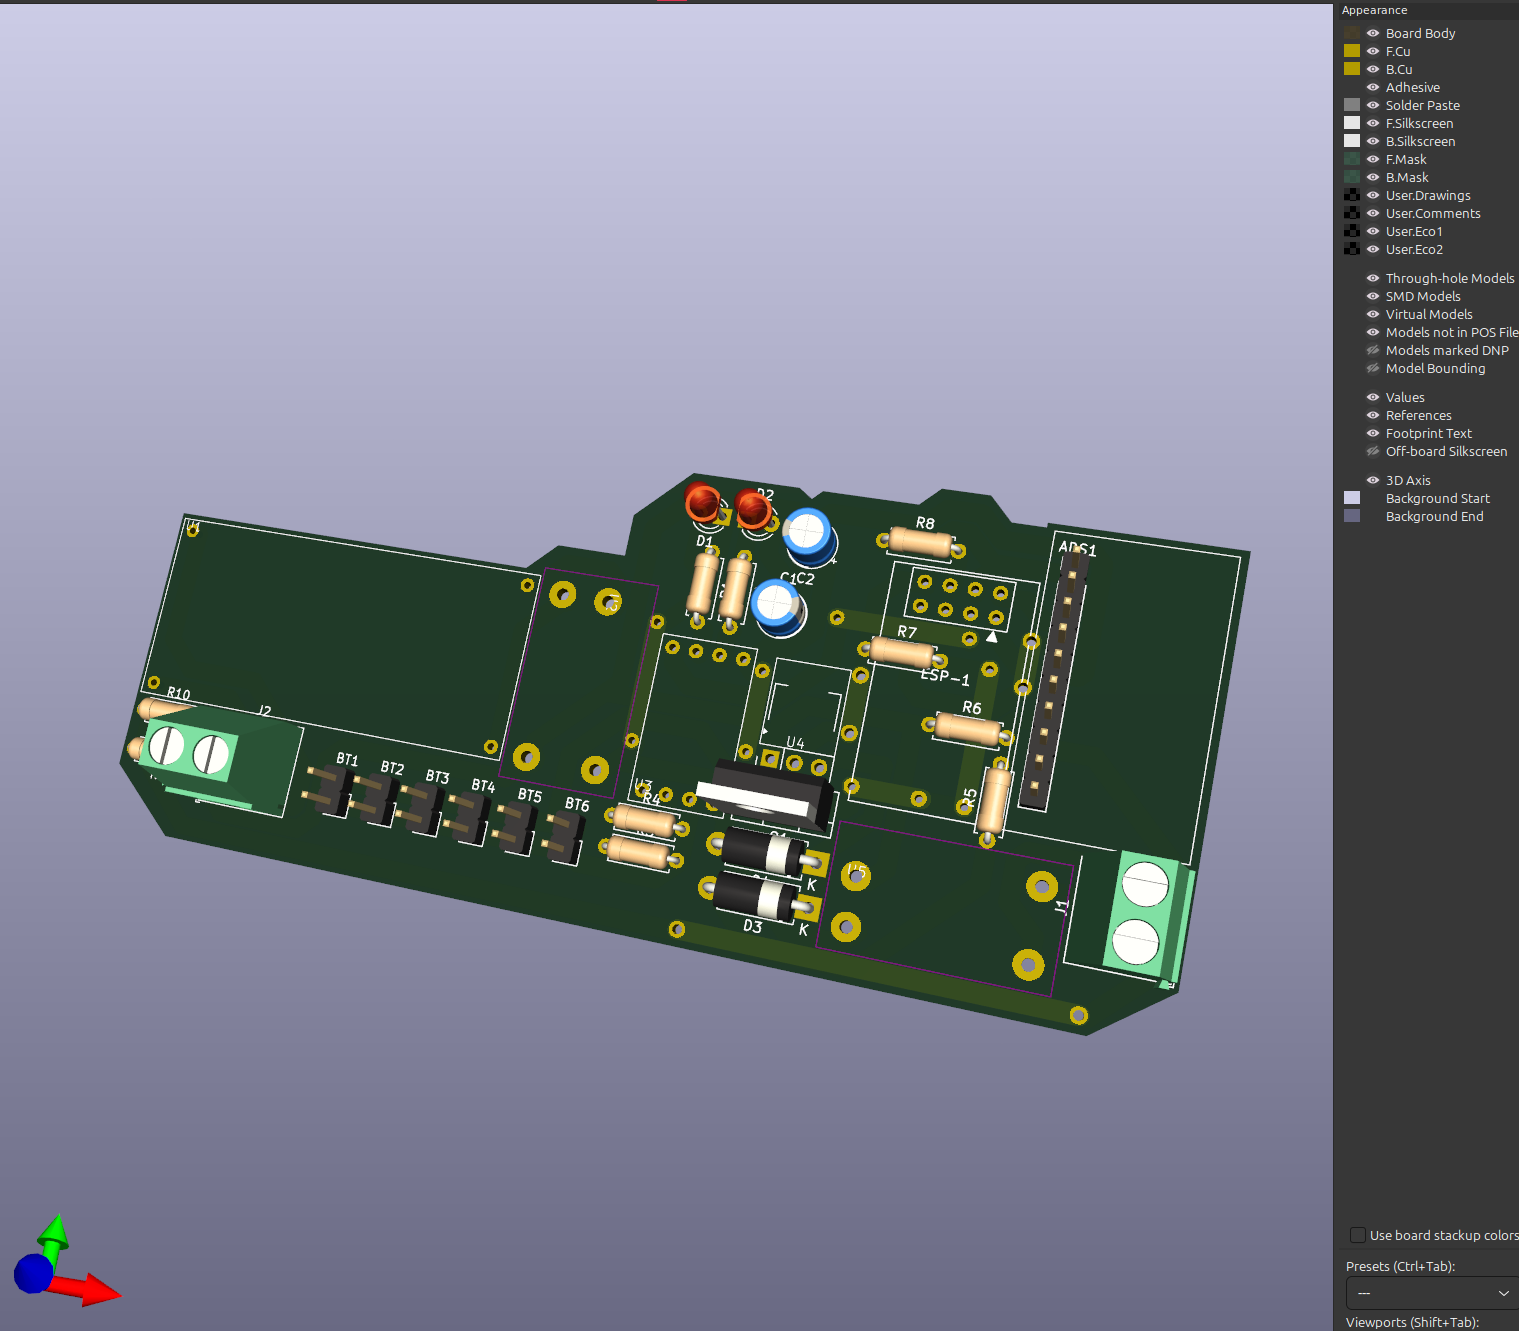 Appearance
Board Body
F.Cu
B.Cu
Adhesive
Solder Paste
F.Silkscreen
B.Silkscreen
F.Mask
B.Mask
User.Drawings
User.Comments
User.Eco1
User.Eco2
Through-hole Models
SMD Models
Virtual Models
Models not in POS File
Models marked DNP
Model Bounding
Values
References
Footprint Text
Off-board Silkscreen
3D Axis
Background Start
Background End
D1
C1C2
+
R8
ADS1
R7
ESP-1
R6
R5
U4
U3
R4
U5
J1
K
D3
K
R10
J2
BT1
BT2
BT3
BT4
BT5
BT6
Use board stackup colors
Presets (Ctrl+Tab):
---
Viewports (Shift+Tab):